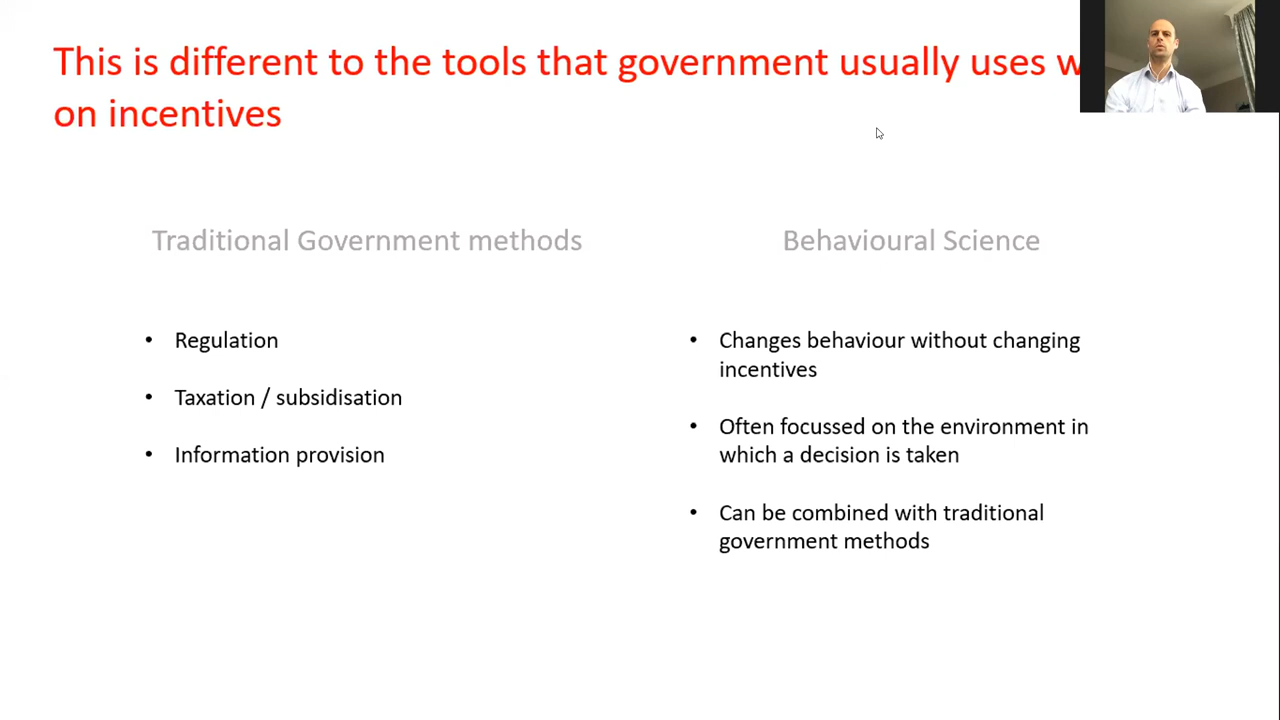 This is different to the tools that government usually uses
on incentives
Traditional Government methods
Behavioural Science
• Regulation
• Taxation / subsidisation
• Information provision
• Changes behaviour without changing
incentives
• Often focussed on the environment in
which a decision is taken
• Can be combined with traditional
government methods